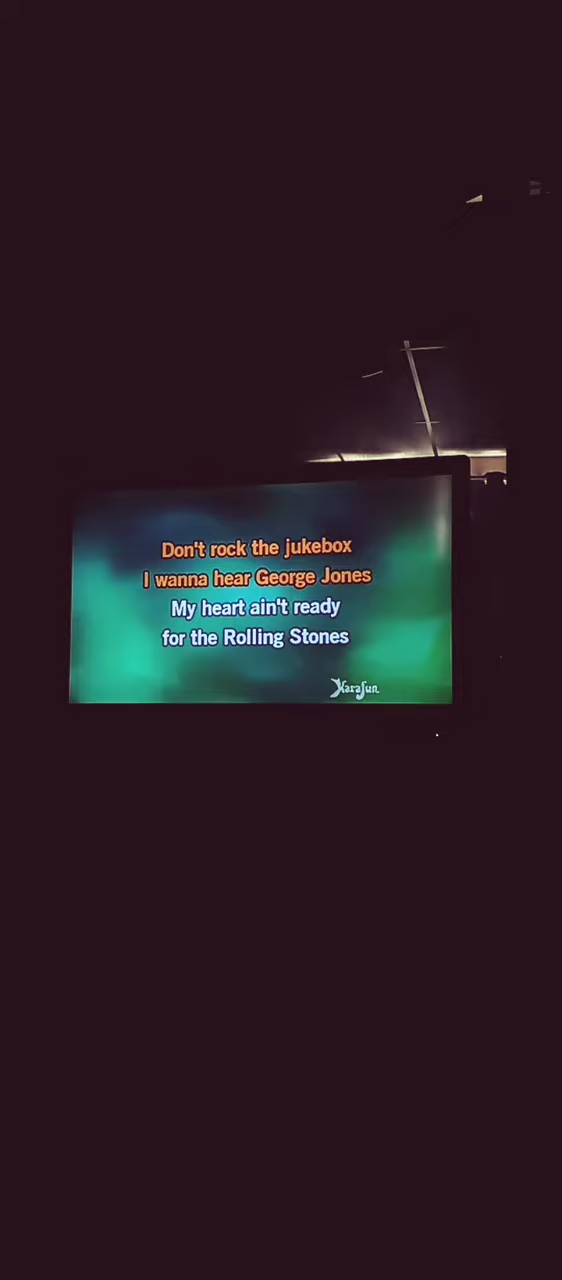 Don't rock the jukebox
I wanna hear George Jones
My heart ain't ready
for the Rolling Stones
KaraFun